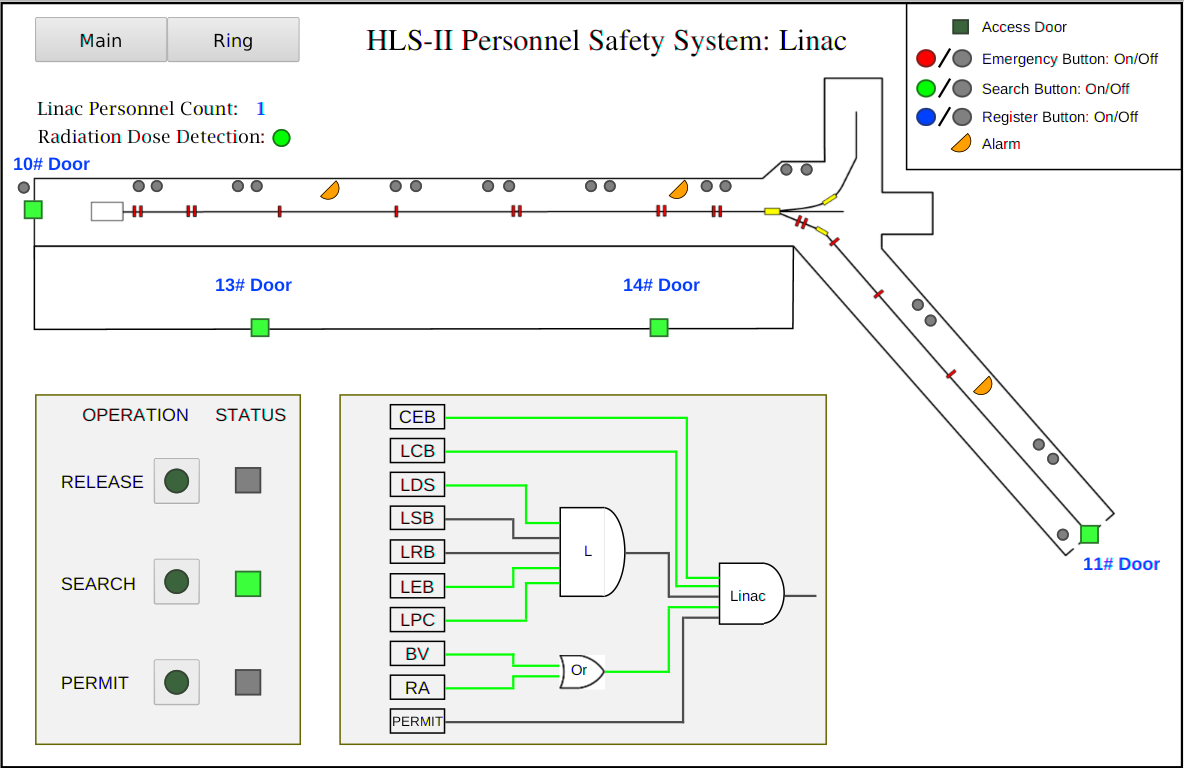 Main
Ring
HLS-II Personnel Safety System: Linac
Access Door
Emergency Button: On/Off
Search Button: On/Off
Register Button: On/Off
Alarm
Linac Personnel Count: 1
Radiation Dose Detection:
10# Door
13# Door
14# Door
11# Door
OPERATION STATUS
RELEASE
SEARCH
PERMIT
CEB
LCB
LDS
LSB
LRB
LEB
LPC
BV
RA
PERMIT
L
Or
Linac